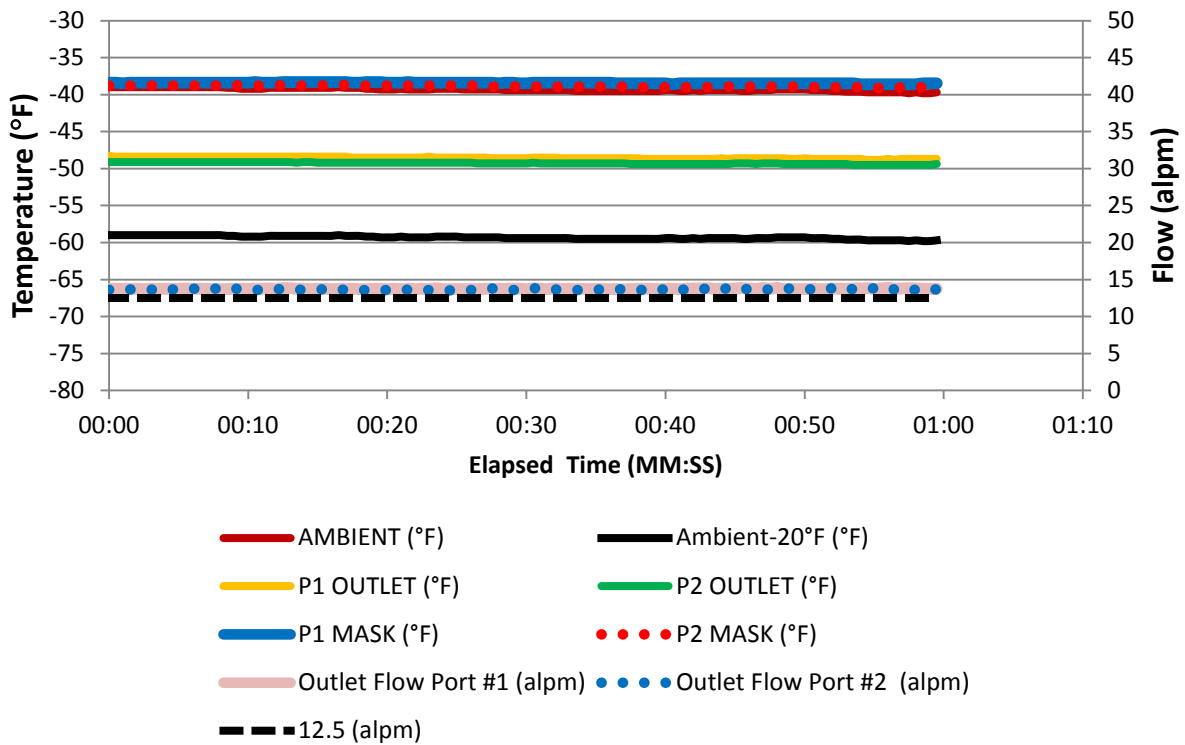 Temperature (°F)
-30
-35
-40
-45
-50
-55
-60
-65
-70
-75
-80
50
45
40
35
30
25
20
15
10
5
0
Flow (alpm)
00:00 00:10 00:20 00:30 00:40 00:50 01:00 01:10
Elapsed Time (MM:SS)
AMBIENT (°F) Ambient-20°F (°F)
P1 OUTLET (°F) P2 OUTLET (°F)
P1 MASK (°F) P2 MASK (°F)
Outlet Flow Port #1 (alpm) Outlet Flow Port #2 (alpm)
12.5 (alpm)